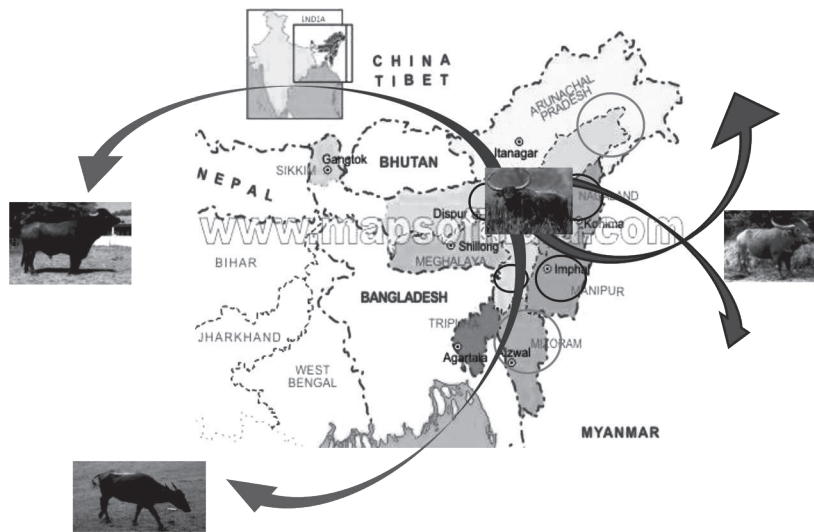 INDIA
CHINA
TIBET
ARUNACHAL
PRADESH
Itanagar
SIKKIM
Gangtok
BHUTAN
NEPAL
NAGALAND
Dispur
Kohima
Shillong
MEGHALAYA
BIHAR
Imphal
MANIPUR
BANGLADESH
TRIPURA
JHARKHAND
Agartala
Aizwal
MIZORAM
WEST
BENGAL
MYANMAR